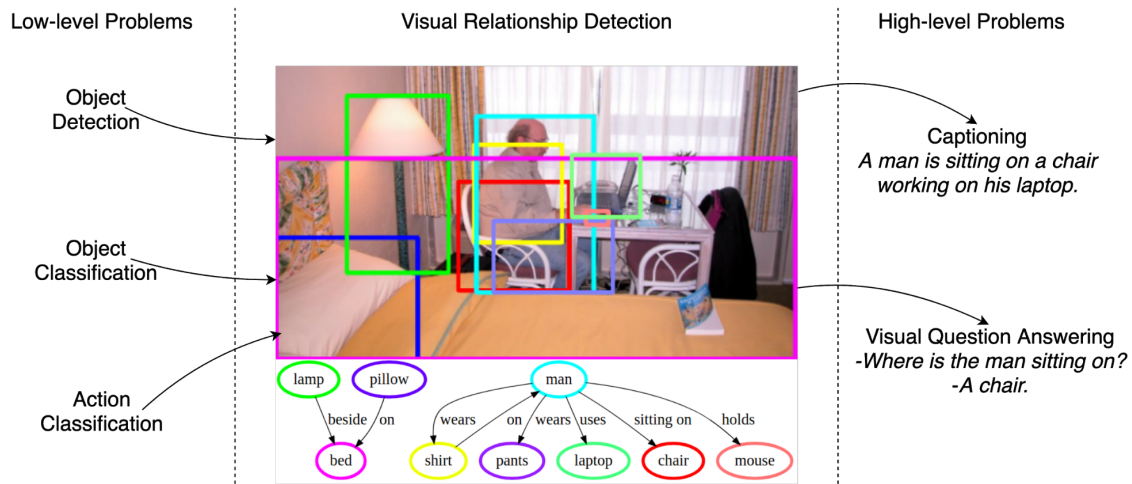 Low-level Problems
Visual Relationship Detection
High-level Problems
Object
Detection
Object
Classification
Action
Classification
Captioning
A man is sitting on a chair
working on his laptop.
Visual Question Answering
-Where is the man sitting on?
-A chair.
lamp
pillow
man
beside
on
wears
on
wears
uses
sitting on
holds
bed
shirt
pants
laptop
chair
mouse